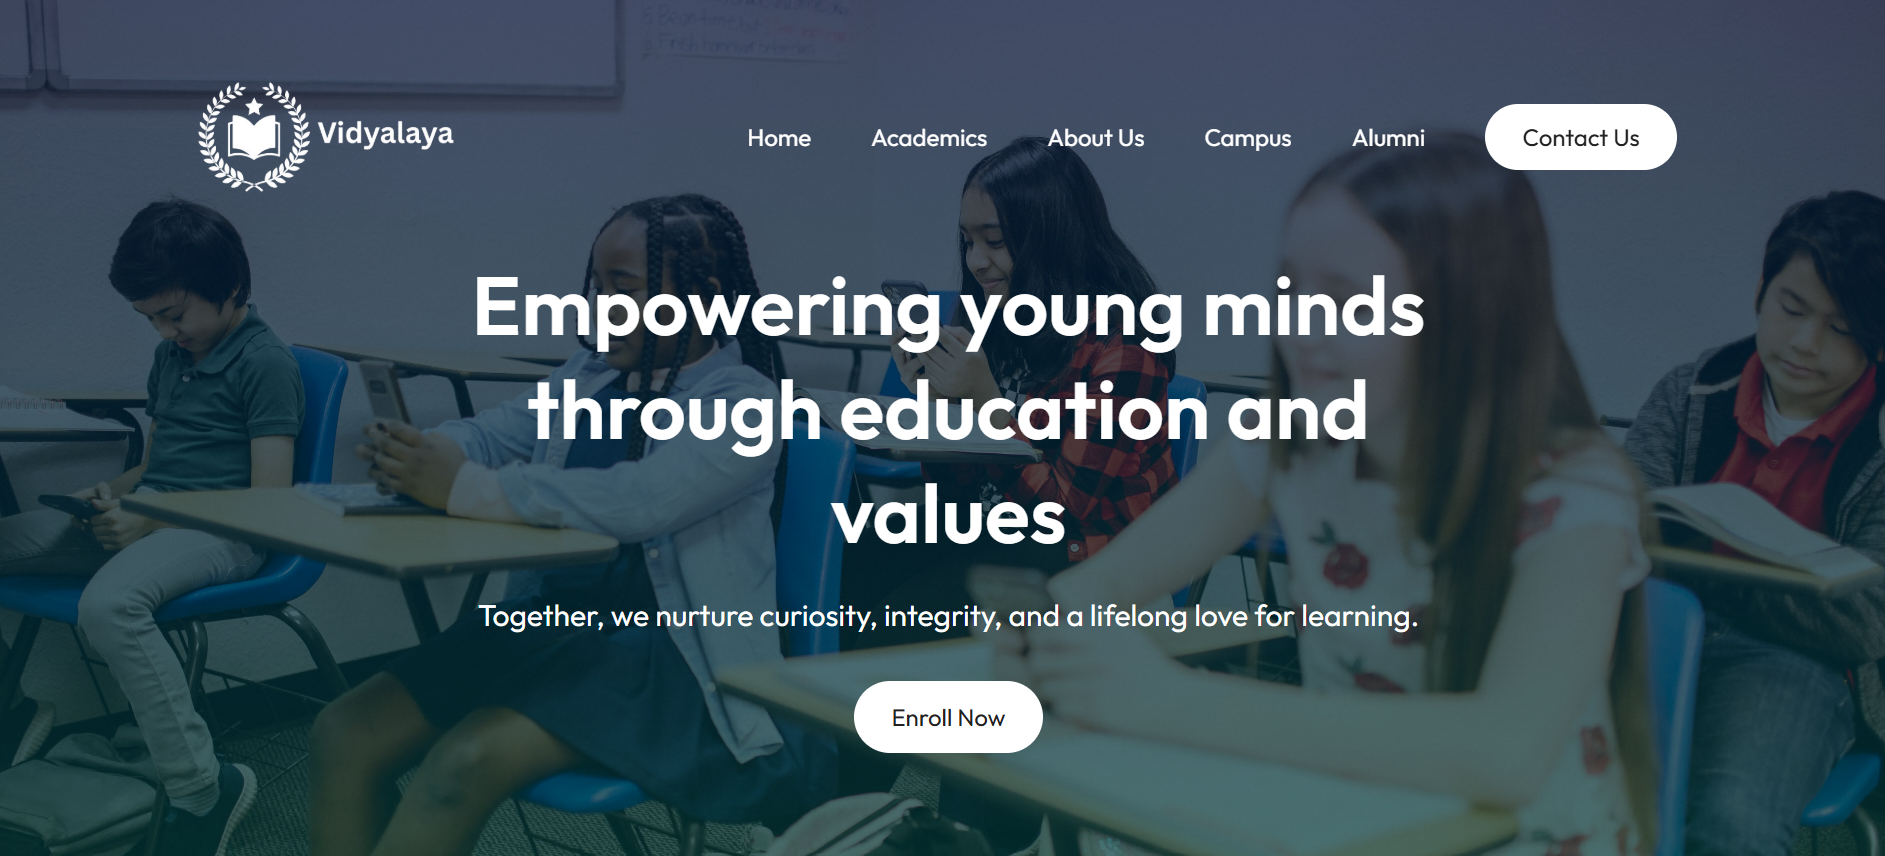 Vidyalaya
Home Academics About Us Campus Alumni Contact Us
Empowering young minds
through education and
values
Together, we nurture curiosity, integrity, and a lifelong love for learning.
Enroll Now